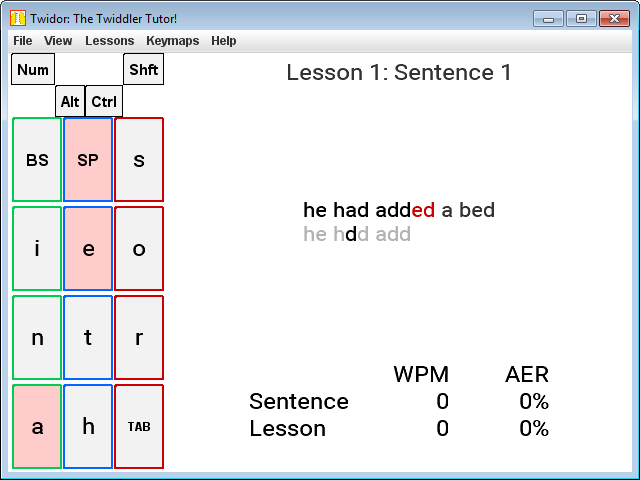 Twidor: The Twiddler Tutor!
File View Lessons Keymaps Help
Num Shft
Alt Ctrl
BS SP s
i e o
n t r
a h TAB
Lesson 1: Sentence 1
he had added a bed
he hdd add
WPM AER
Sentence 0 0%
Lesson 0 0%